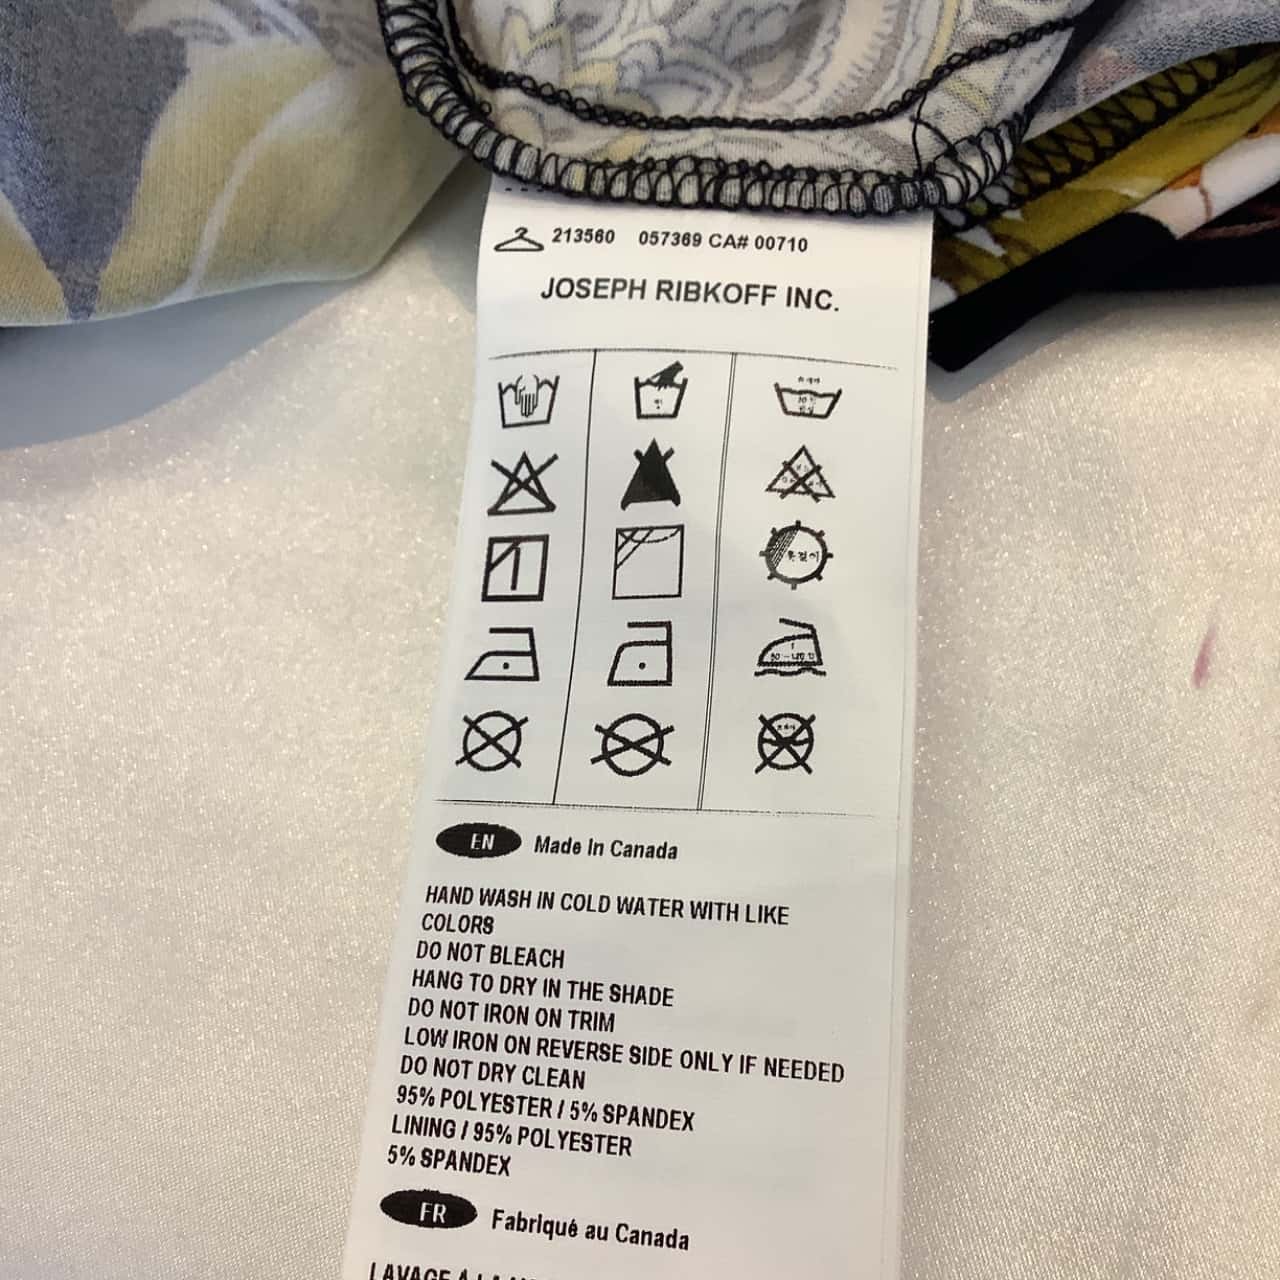 213560 057369 CA# 00710
JOSEPH RIBKOFF INC.
EN Made In Canada
HAND WASH IN COLD WATER WITH LIKE
COLORS
DO NOT BLEACH
HANG TO DRY IN THE SHADE
DO NOT IRON ON TRIM
LOW IRON ON REVERSE SIDE ONLY IF NEEDED
DO NOT DRY CLEAN
95% POLYESTER / 5% SPANDEX
LINING / 95% POLYESTER
5% SPANDEX
FR Fabriqué au Canada
LAVAGE À LA